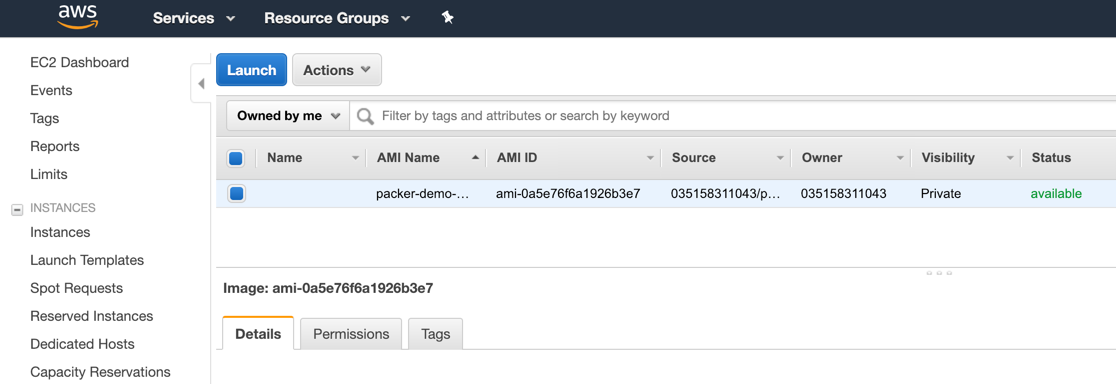 aws Services Resource Groups
EC2 Dashboard
Events
Tags
Reports
Limits
INSTANCES
Instances
Launch Templates
Spot Requests
Reserved Instances
Dedicated Hosts
Capacity Reservations
Launch Actions
Owned by me Filter by tags and attributes or search by keyword
Name AMI Name AMI ID Source Owner Visibility Status
packer-demo-... ami-0a5e76f6a1926b3e7 035158311043/p... 035158311043 Private available
Image: ami-0a5e76f6a1926b3e7
Details Permissions Tags